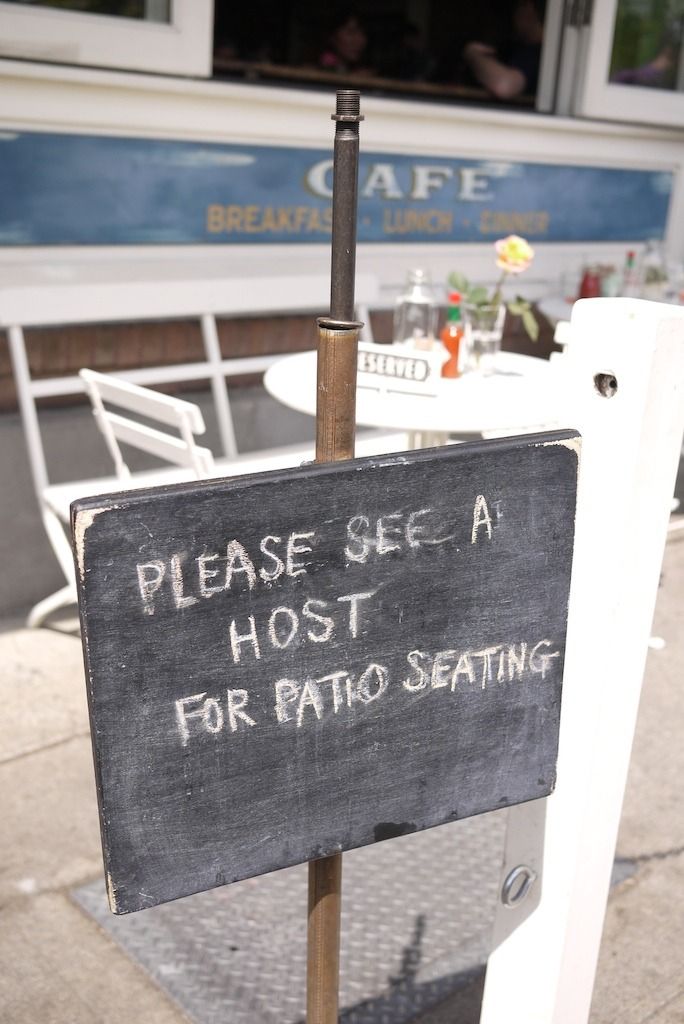 CAFE
BREAKFAST · LUNCH · DINNER
RESERVED
PLEASE SEE A
HOST
FOR PATIO SEATING